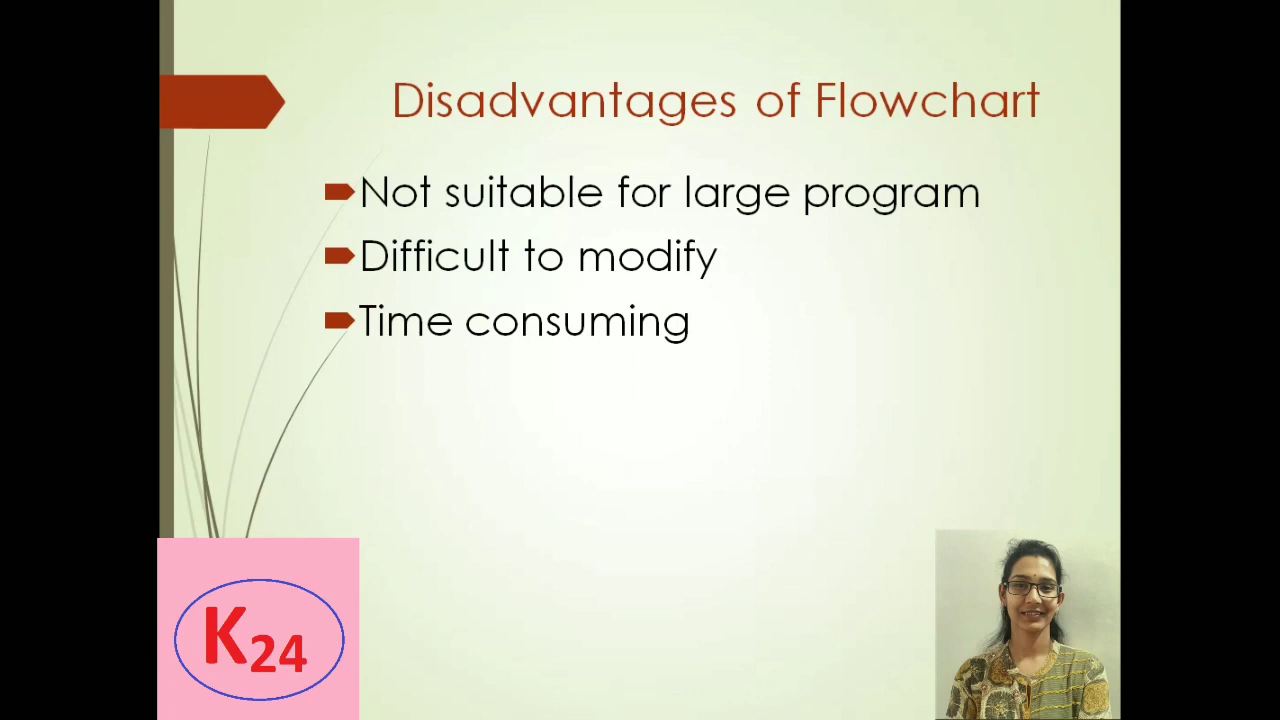 Disadvantages of Flowchart
Not suitable for large program
Difficult to modify
Time consuming
K24